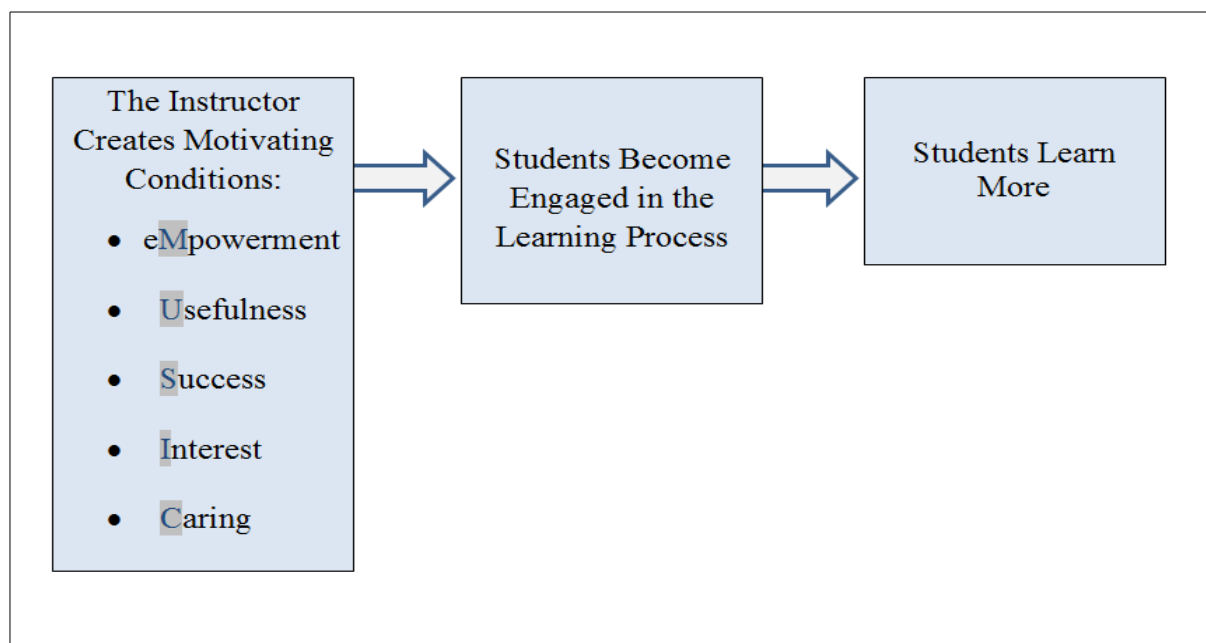 The Instructor
Creates Motivating
Conditions:
• eMpowerment
• Usefulness
• Success
• Interest
• Caring
Students Become
Engaged in the
Learning Process
Students Learn
More